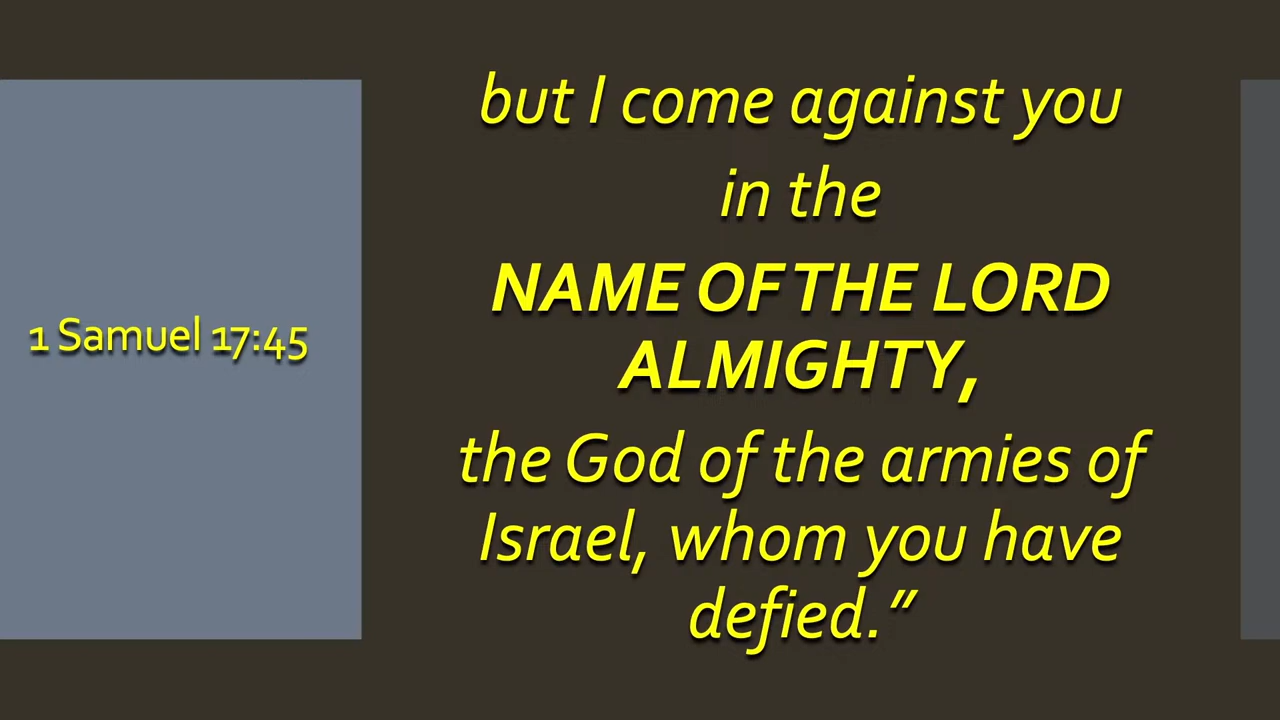 1 Samuel 17:45
but I come against you
in the
NAME OF THE LORD
ALMIGHTY,
the God of the armies of
Israel, whom you have
defied.”